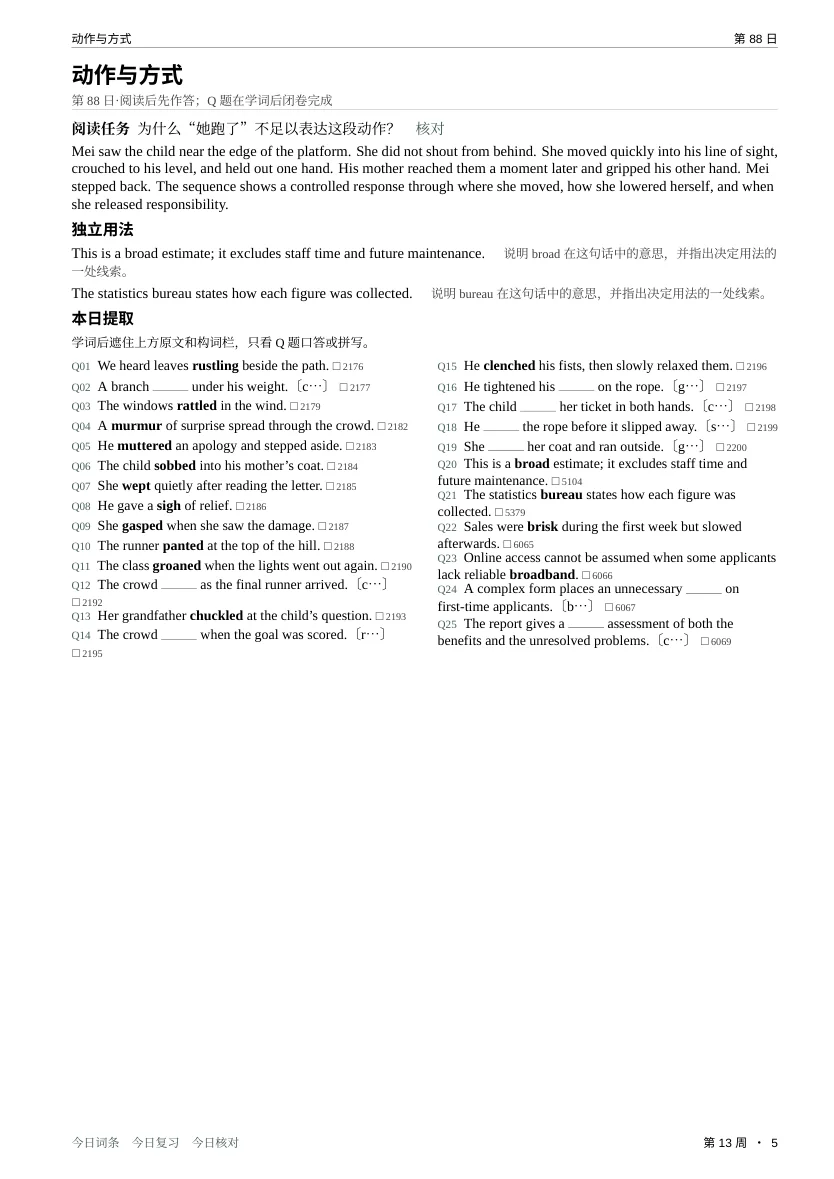 动作与方式 第 88 日
动作与方式
第 88 日·阅读后先作答；Q 题在学词后闭卷完成
阅读任务 为什么“她跑了”不足以表达这段动作？ 核对
Mei saw the child near the edge of the platform. She did not shout from behind. She moved quickly into his line of sight,
crouched to his level, and held out one hand. His mother reached them a moment later and gripped his other hand. Mei
stepped back. The sequence shows a controlled response through where she moved, how she lowered herself, and when
she released responsibility.
独立用法
This is a broad estimate; it excludes staff time and future maintenance. 说明 broad 在这句话中的意思，并指出决定用法的
一处线索。
The statistics bureau states how each figure was collected. 说明 bureau 在这句话中的意思，并指出决定用法的一处线索。
本日提取
学词后遮住上方原文和构词栏，只看 Q 题口答或拼写。
Q01 We heard leaves rustling beside the path. □ 2176
Q02 A branch _____ under his weight.〔c···〕 □ 2177
Q03 The windows rattled in the wind. □ 2179
Q04 A murmur of surprise spread through the crowd. □ 2182
Q05 He muttered an apology and stepped aside. □ 2183
Q06 The child sobbed into his mother’s coat. □ 2184
Q07 She wept quietly after reading the letter. □ 2185
Q08 He gave a sigh of relief. □ 2186
Q09 She gasped when she saw the damage. □ 2187
Q10 The runner panted at the top of the hill. □ 2188
Q11 The class groaned when the lights went out again. □ 2190
Q12 The crowd _____ as the final runner arrived.〔c···〕
□ 2192
Q13 Her grandfather chuckled at the child’s question. □ 2193
Q14 The crowd _____ when the goal was scored.〔r···〕
□ 2195
Q15 He clenched his fists, then slowly relaxed them. □ 2196
Q16 He tightened his _____ on the rope.〔g···〕 □ 2197
Q17 The child _____ her ticket in both hands.〔c···〕 □ 2198
Q18 He _____ the rope before it slipped away.〔s···〕 □ 2199
Q19 She _____ her coat and ran outside.〔g···〕 □ 2200
Q20 This is a broad estimate; it excludes staff time and
future maintenance. □ 5104
Q21 The statistics bureau states how each figure was
collected. □ 5379
Q22 Sales were brisk during the first week but slowed
afterwards. □ 6065
Q23 Online access cannot be assumed when some applicants
lack reliable broadband. □ 6066
Q24 A complex form places an unnecessary _____ on
first-time applicants.〔b···〕 □ 6067
Q25 The report gives a _____ assessment of both the
benefits and the unresolved problems.〔c···〕 □ 6069
今日词条 今日复习 今日核对 第 13 周 · 5